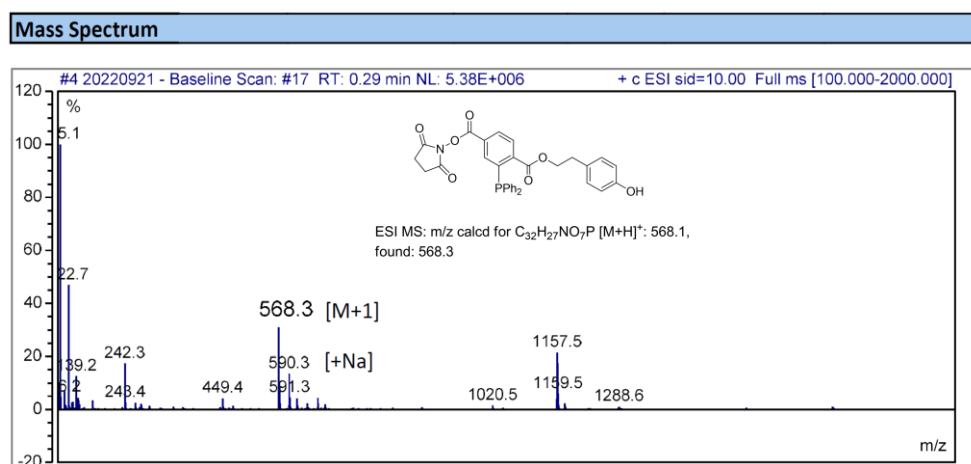 Mass Spectrum
#4 20220921 - Baseline Scan: #17 RT: 0.29 min NL: 5.38E+006 + c ESI sid=10.00 Full ms [100.000-2000.000]
120
%
100
5.1
80
60
22.7
40
20
139.2
6.2
242.3
243.4
449.4
568.3 [M+1]
590.3 [+Na]
591.3
1020.5
1157.5
1159.5
1288.6
0
-20
m/z
O
O
N
O
O
O
O
PPh₂
OH
ESI MS: m/z calcd for C₃₂H₂₇NO₇P [M+H]⁺: 568.1,
found: 568.3